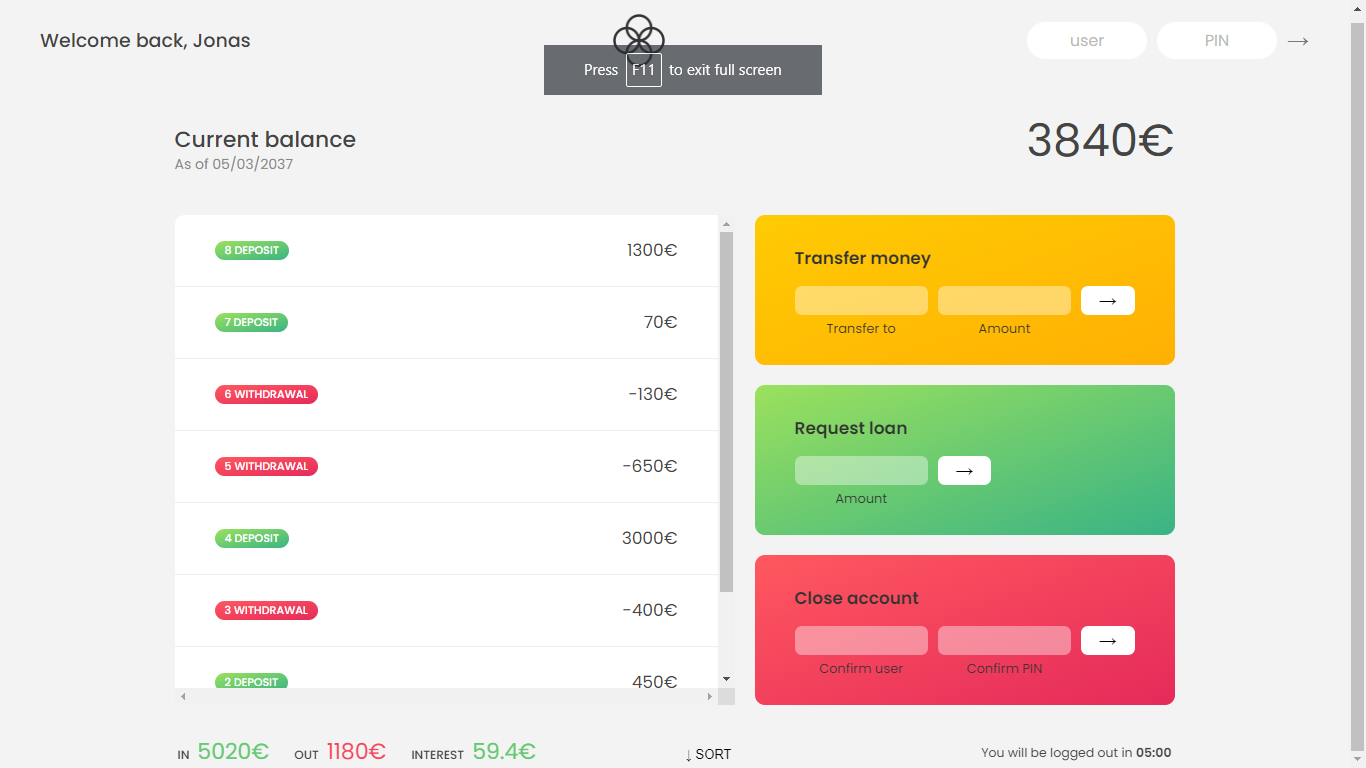 Welcome back, Jonas
user
PIN
→
Press F11 to exit full screen
Current balance
As of 05/03/2037
3840€
8 DEPOSIT 1300€
7 DEPOSIT 70€
6 WITHDRAWAL -130€
5 WITHDRAWAL -650€
4 DEPOSIT 3000€
3 WITHDRAWAL -400€
2 DEPOSIT 450€
Transfer money
→
Transfer to Amount
Request loan
→
Amount
Close account
→
Confirm user Confirm PIN
IN 5020€ OUT 1180€ INTEREST 59.4€ ↓ SORT
You will be logged out in 05:00